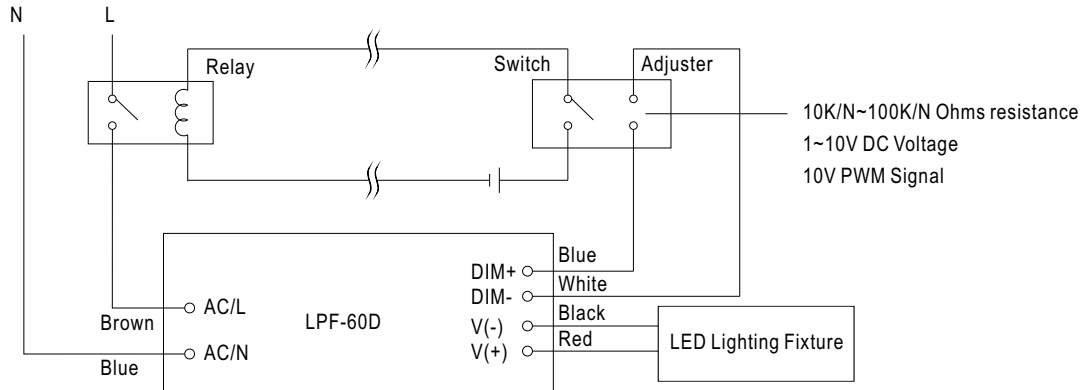 N
L
Relay
Switch
Adjuster
10K/N~100K/N Ohms resistance
1~10V DC Voltage
10V PWM Signal
DIM+
Blue
DIM-
White
AC/L
Brown
LPF-60D
V(-)
Black
LED Lighting Fixture
V(+)
Red
AC/N
Blue